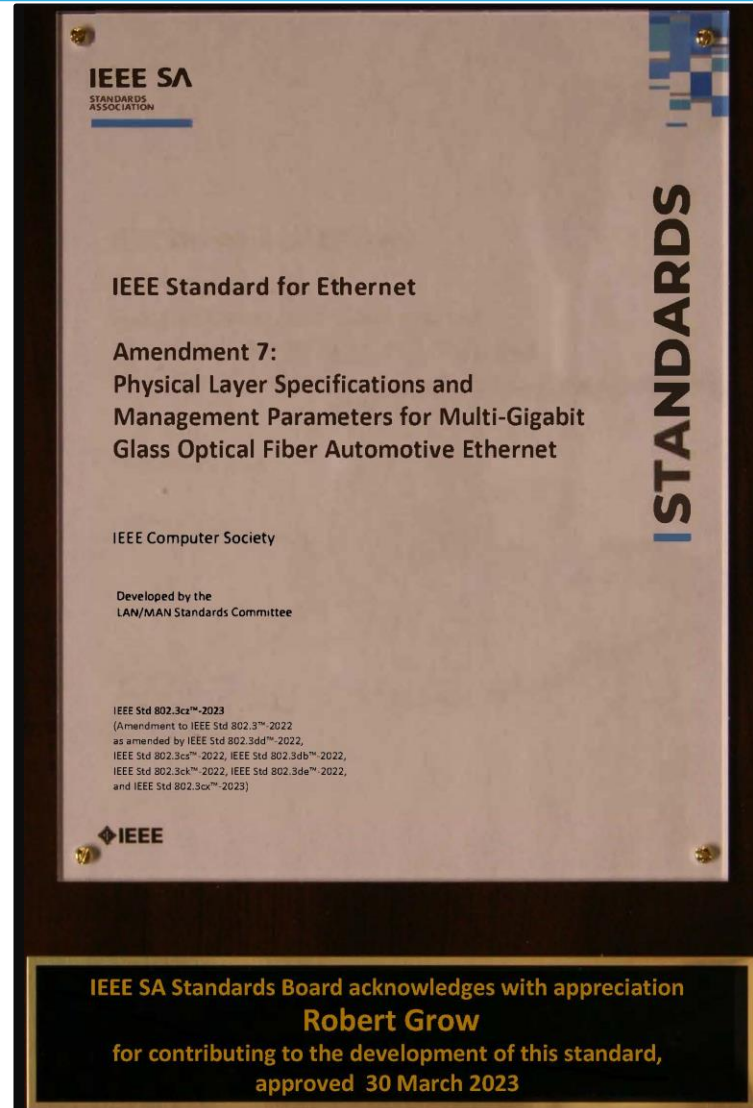 IEEE SA
STANDARDS
ASSOCIATION
STANDARDS
IEEE Standard for Ethernet
Amendment 7:
Physical Layer Specifications and
Management Parameters for Multi-Gigabit
Glass Optical Fiber Automotive Ethernet
IEEE Computer Society
Developed by the
LAN/MAN Standards Committee
IEEE Std 802.3cz™-2023
(Amendment to IEEE Std 802.3™-2022
as amended by IEEE Std 802.3dd™-2022,
IEEE Std 802.3cs™-2022, IEEE Std 802.3db™-2022,
IEEE Std 802.3ck™-2022, IEEE Std 802.3de™-2022,
and IEEE Std 802.3cx™-2023)
IEEE
IEEE SA Standards Board acknowledges with appreciation
Robert Grow
for contributing to the development of this standard,
approved 30 March 2023